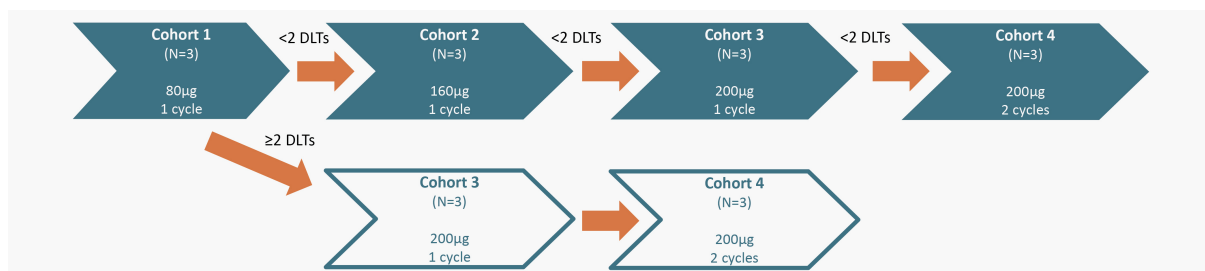 Cohort 1
(N=3)
80µg
1 cycle
<2 DLTs
Cohort 2
(N=3)
160µg
1 cycle
<2 DLTs
Cohort 3
(N=3)
200µg
1 cycle
<2 DLTs
Cohort 4
(N=3)
200µg
2 cycles
≥2 DLTs
Cohort 3
(N=3)
200µg
1 cycle
Cohort 4
(N=3)
200µg
2 cycles